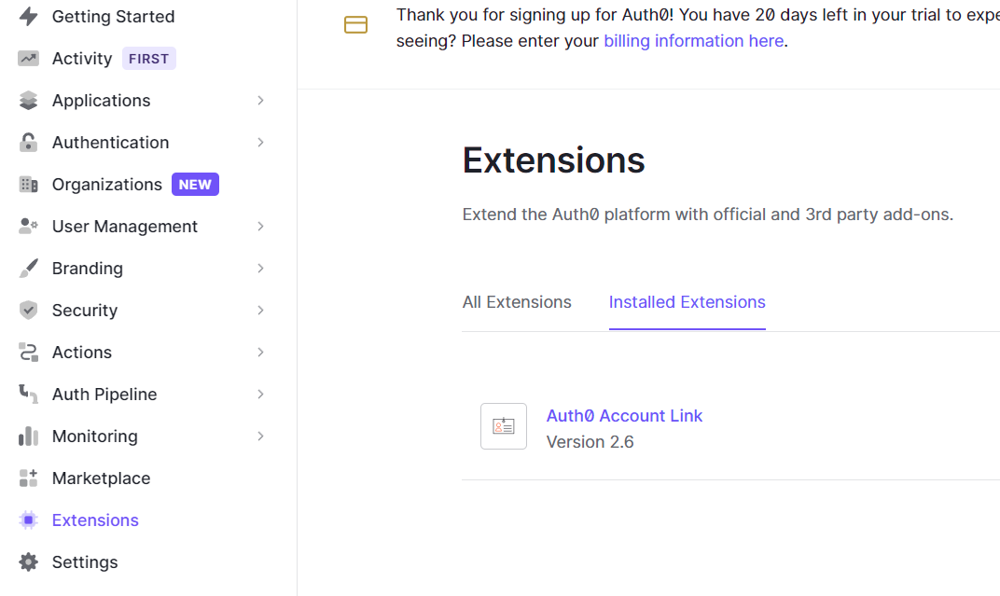 Getting Started
Activity FIRST
Applications
Authentication
Organizations NEW
User Management
Branding
Security
Actions
Auth Pipeline
Monitoring
Marketplace
Extensions
Settings
Thank you for signing up for Auth0! You have 20 days left in your trial to expe
seeing? Please enter your billing information here.
Extensions
Extend the Auth0 platform with official and 3rd party add-ons.
All Extensions Installed Extensions
Auth0 Account Link
Version 2.6